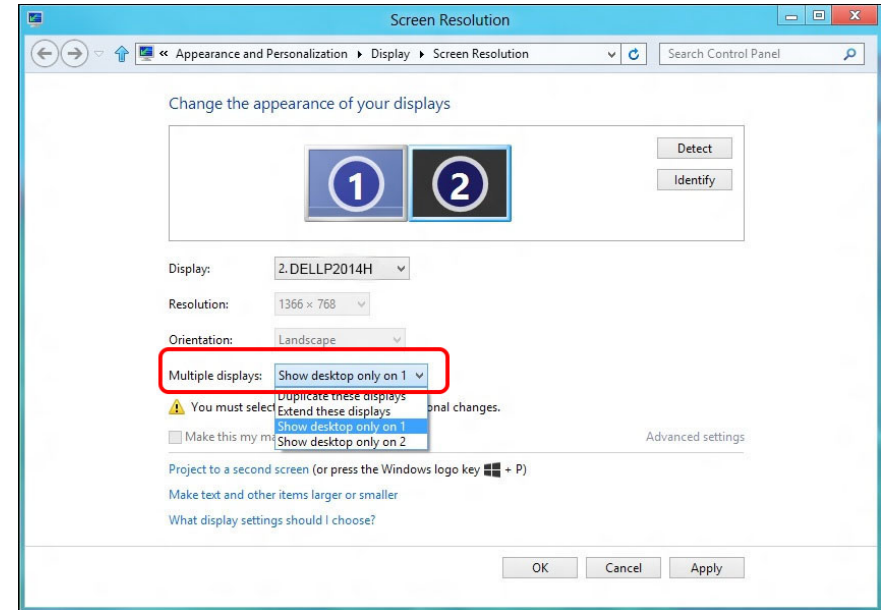 Screen Resolution
« Appearance and Personalization Display Screen Resolution
Search Control Panel
Change the appearance of your displays
1
2
Detect
Identify
Display: 2. DELLP2014H
Resolution: 1366 × 768
Orientation: Landscape
Multiple displays: Show desktop only on 1
Duplicate these displays
Extend these displays
Show desktop only on 1
Show desktop only on 2
You must select onal changes.
Make this my ma
Advanced settings
Project to a second screen (or press the Windows logo key + P)
Make text and other items larger or smaller
What display settings should I choose?
OK Cancel Apply